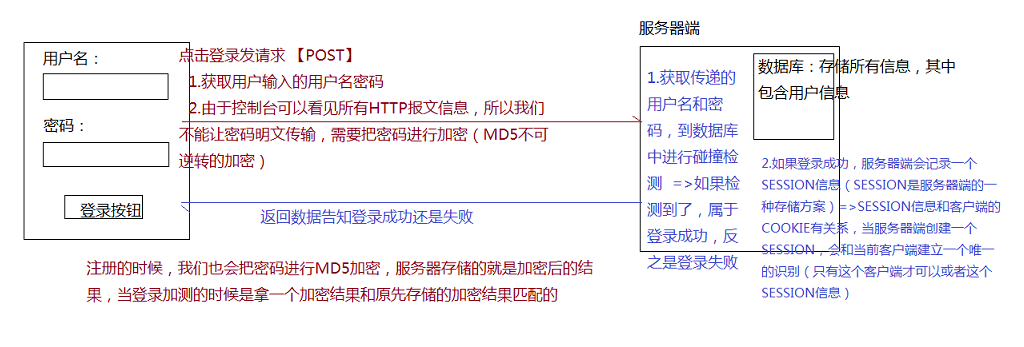 服务器端
用户名：
点击登录发请求 【POST】
1.获取用户输入的用户名密码
2.由于控制台可以看见所有HTTP报文信息，所以我们
不能让密码明文传输，需要把密码进行加密（MD5不可
逆转的加密）
密码：
登录按钮
返回数据告知登录成功还是失败
注册的时候，我们也会把密码进行MD5加密，服务器存储的就是加密后的结
果，当登录加测的时候是拿一个加密结果和原先存储的加密结果匹配的
1.获取传递的
用户名和密
码，到数据库
中进行碰撞检
测 =>如果检
测到了，属于
登录成功，反
之是登录失败
数据库：存储所有信息，其中
包含用户信息
2.如果登录成功，服务器端会记录一个
SESSION信息（SESSION是服务器端的一
种存储方案）=>SESSION信息和客户端的
COOKIE有关系，当服务器端创建一个
SESSION，会和当前客户端建立一个唯一
的识别（只有这个客户端才可以或者这个
SESSION信息）